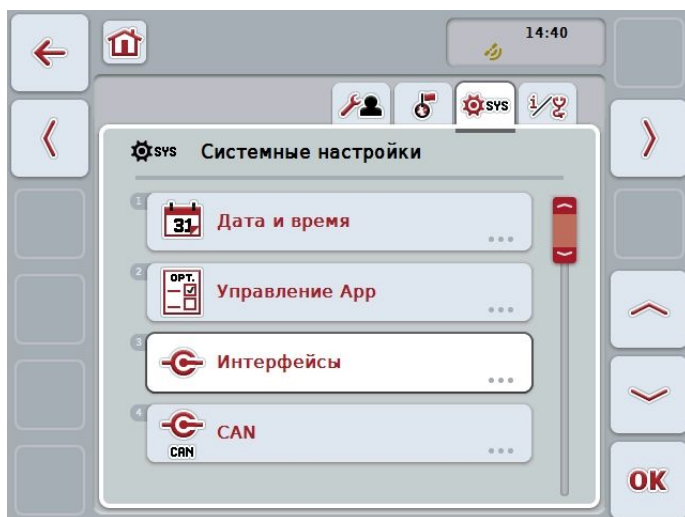 14:40
SYS
i/
SYS Системные настройки
1
31 Дата и время
2
OPT.
Управление App
3
Интерфейсы
4
CAN
CAN
OK